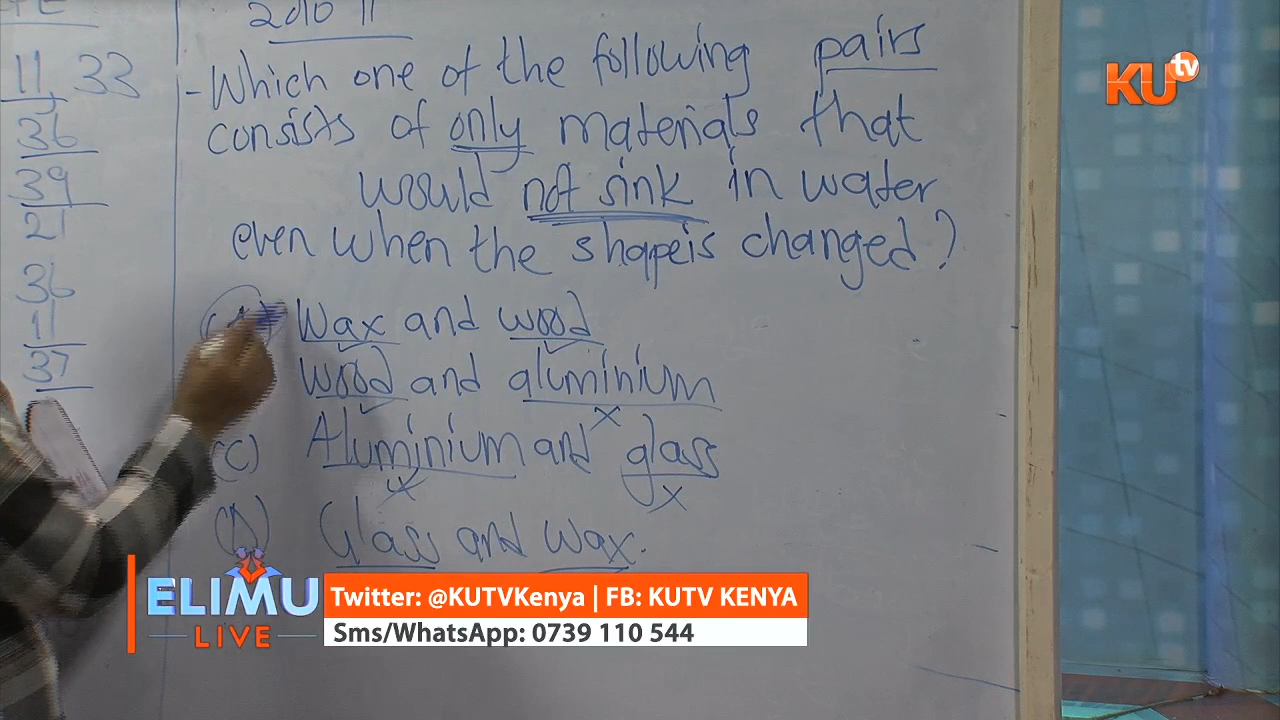 2010 11
11, 33
36
39
21
36
11
37
- Which one of the following pairs
consists of only materials that
would not sink in water
even when the shape is changed?
Wax and wood
wood and aluminium
(C) Aluminium and glass
(D) Glass and wax.
KU tv
ELIMU
LIVE
Twitter: @KUTVKenya | FB: KUTV KENYA
Sms/WhatsApp: 0739 110 544